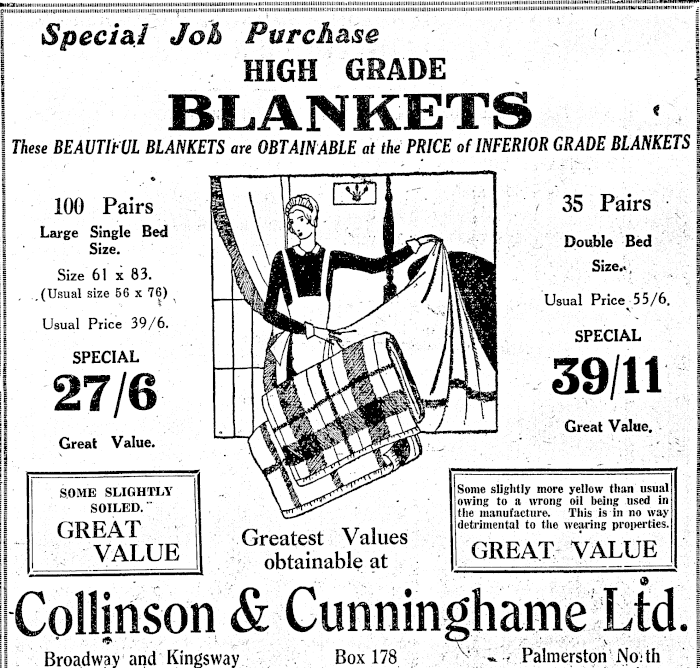 Special Job Purchase
HIGH GRADE
BLANKETS
These BEAUTIFUL BLANKETS are OBTAINABLE at the PRICE of INFERIOR GRADE BLANKETS
100 Pairs
Large Single Bed
Size.
Size 61 x 83.
(Usual size 56 x 76)
Usual Price 39/6.
SPECIAL
27/6
Great Value.
SOME SLIGHTLY
SOILED.
GREAT
VALUE
35 Pairs
Double Bed
Size.
Usual Price 55/6.
SPECIAL
39/11
Great Value.
Some slightly more yellow than usual
owing to a wrong oil being used in
the manufacture. This is in no way
detrimental to the wearing properties.
GREAT VALUE
Greatest Values
obtainable at
Collinson & Cunninghame Ltd.
Broadway and Kingsway Box 178 Palmerston North